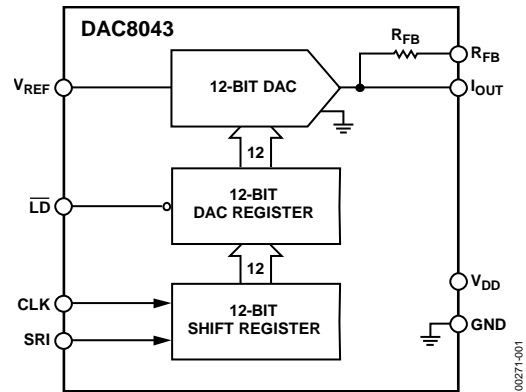 DAC8043
R_FB
R_FB
V_REF
12-BIT DAC
I_OUT
12
L̅D̅
12-BIT
DAC REGISTER
12
V_DD
CLK
12-BIT
SHIFT REGISTER
GND
SRI
00271-001